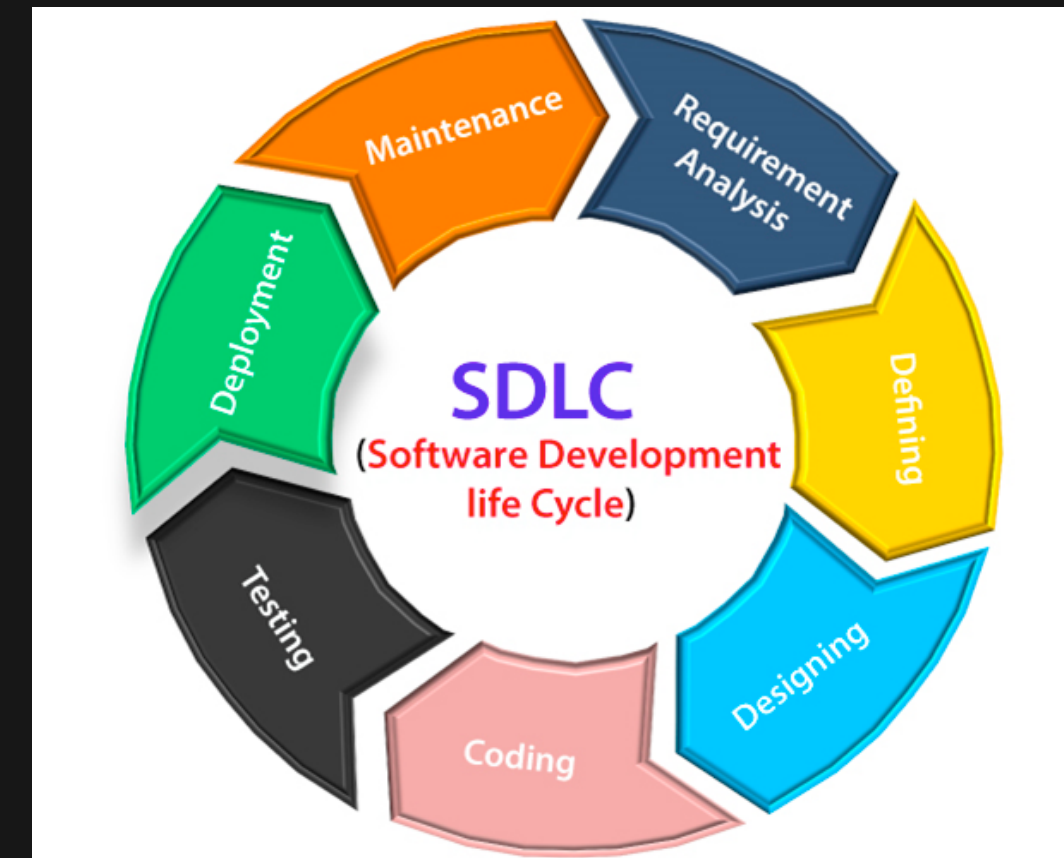 SDLC
(Software Development
life Cycle)
Requirement
Analysis
Defining
Designing
Coding
Testing
Deployment
Maintenance